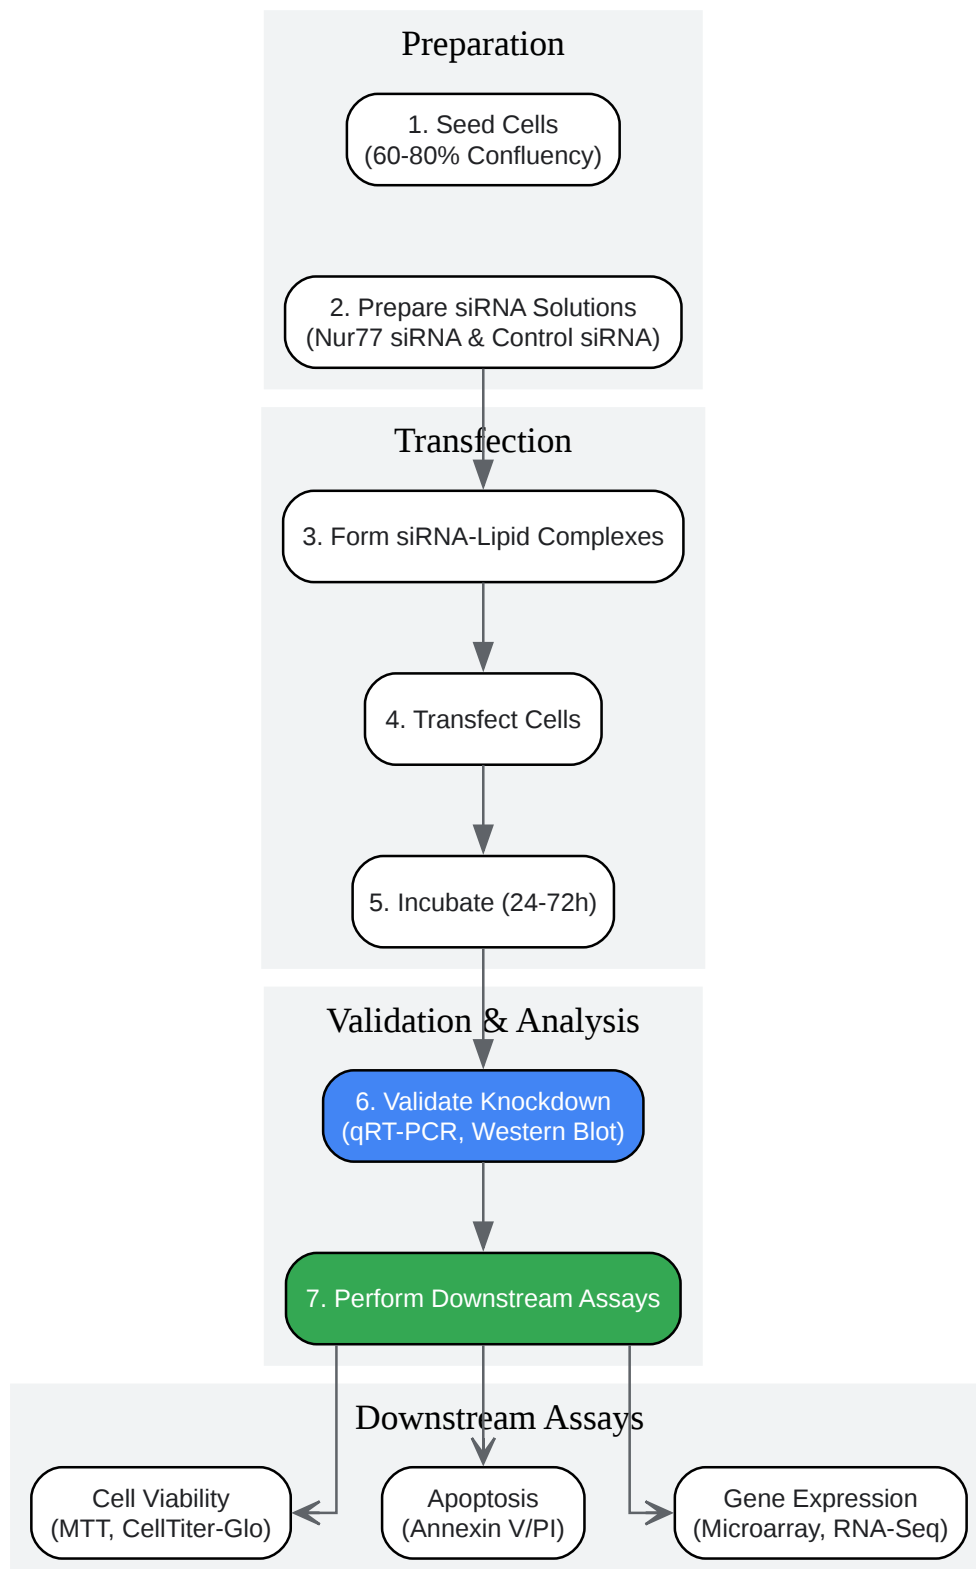 Preparation
1. Seed Cells
(60-80% Confluency)
2. Prepare siRNA Solutions
(Nur77 siRNA & Control siRNA)
Transfection
3. Form siRNA-Lipid Complexes
4. Transfect Cells
5. Incubate (24-72h)
Validation & Analysis
6. Validate Knockdown
(qRT-PCR, Western Blot)
7. Perform Downstream Assays
Downstream Assays
Cell Viability
(MTT, CellTiter-Glo)
Apoptosis
(Annexin V/PI)
Gene Expression
(Microarray, RNA-Seq)